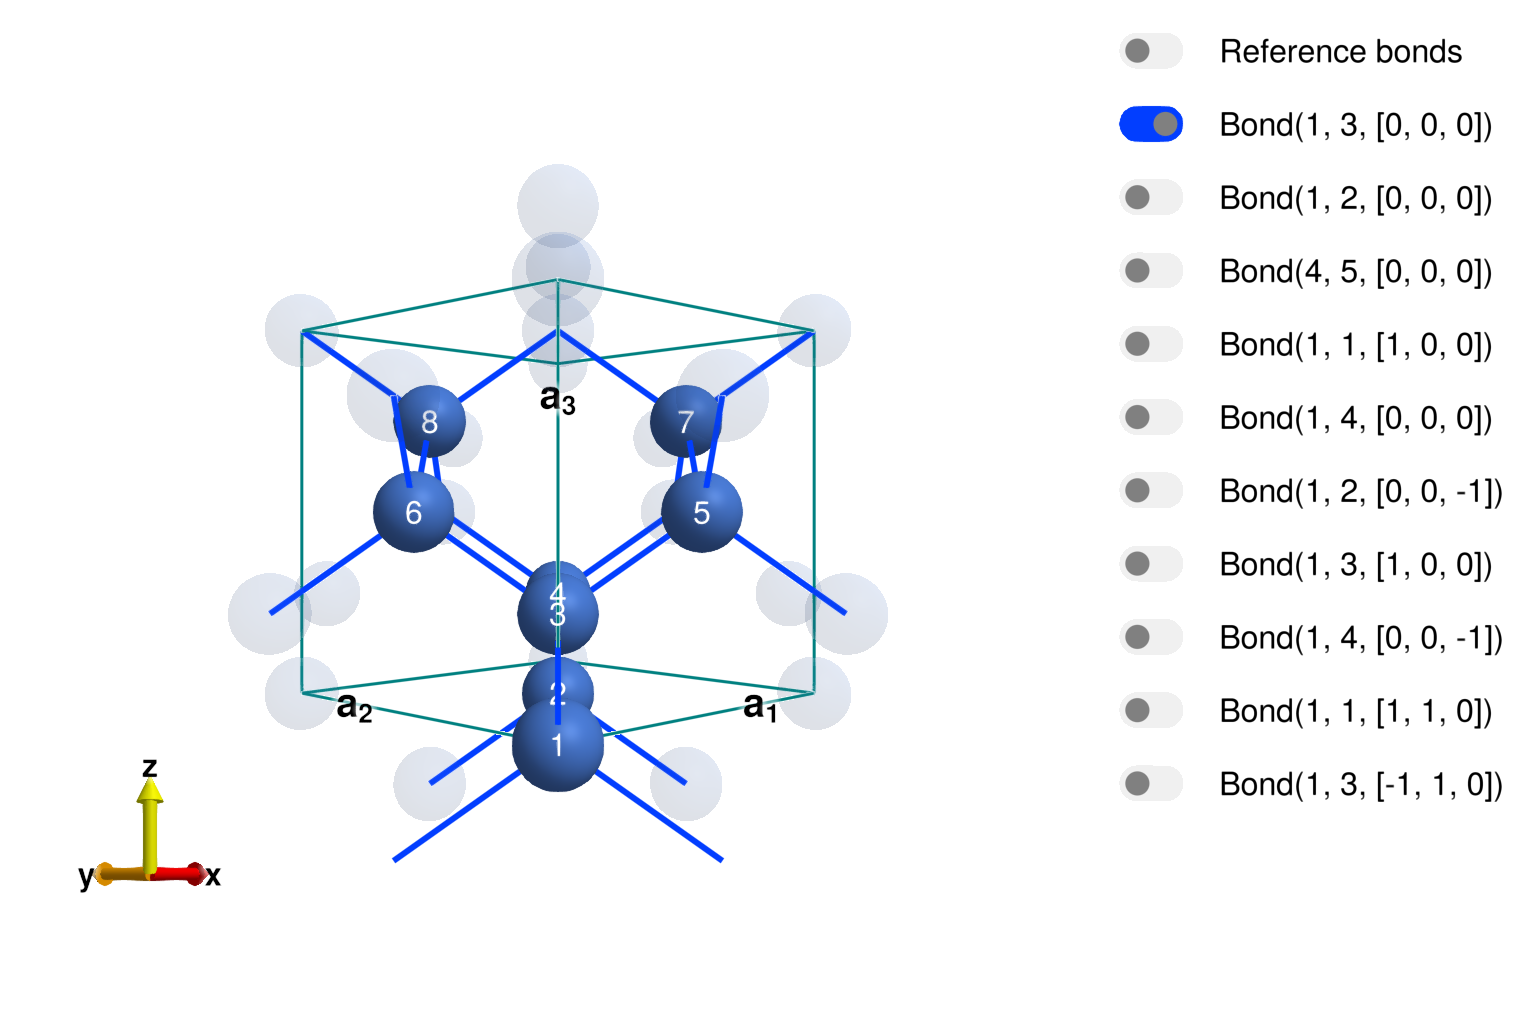 Reference bonds
Bond(1, 3, [0, 0, 0])
Bond(1, 2, [0, 0, 0])
Bond(4, 5, [0, 0, 0])
Bond(1, 1, [1, 0, 0])
Bond(1, 4, [0, 0, 0])
Bond(1, 2, [0, 0, -1])
Bond(1, 3, [1, 0, 0])
Bond(1, 4, [0, 0, -1])
Bond(1, 1, [1, 1, 0])
Bond(1, 3, [-1, 1, 0])
a3
8
7
6
5
4
3
2
1
a2
a1
z
y
x